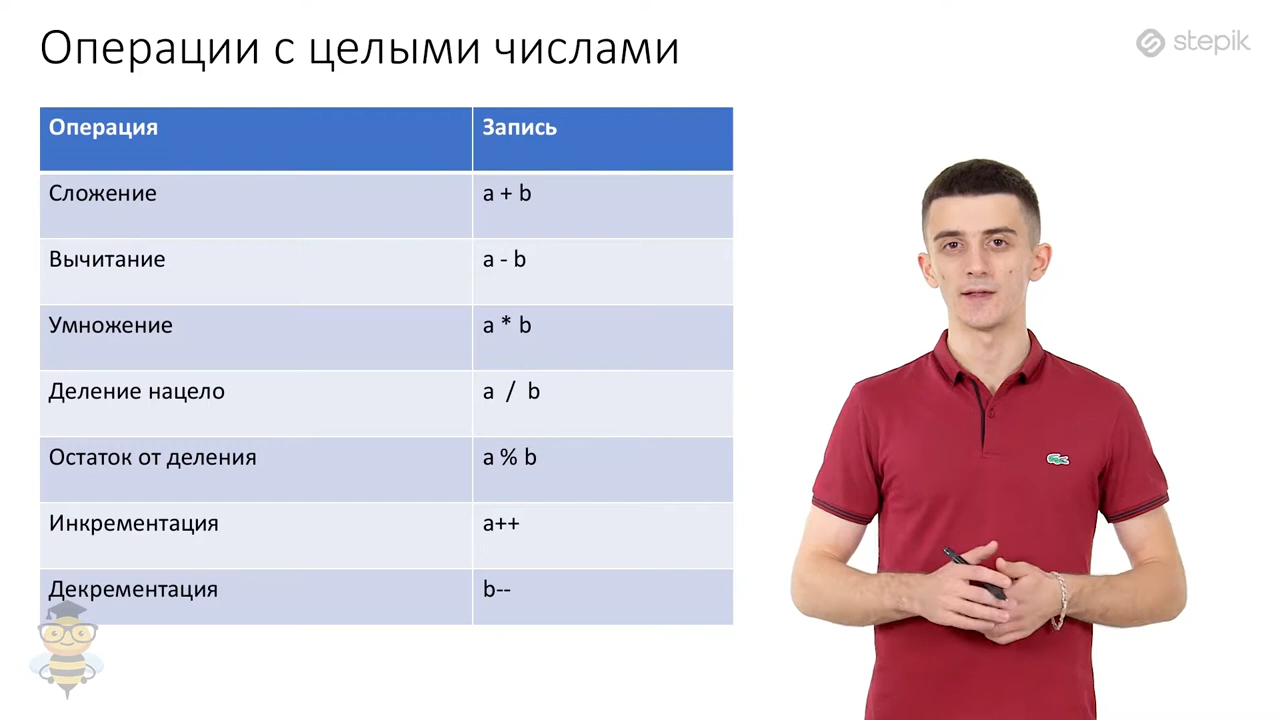 Операции с целыми числами
stepik
Операция Запись
Сложение a + b
Вычитание a - b
Умножение a * b
Деление нацело a / b
Остаток от деления a % b
Инкрементация a++
Декрементация b--